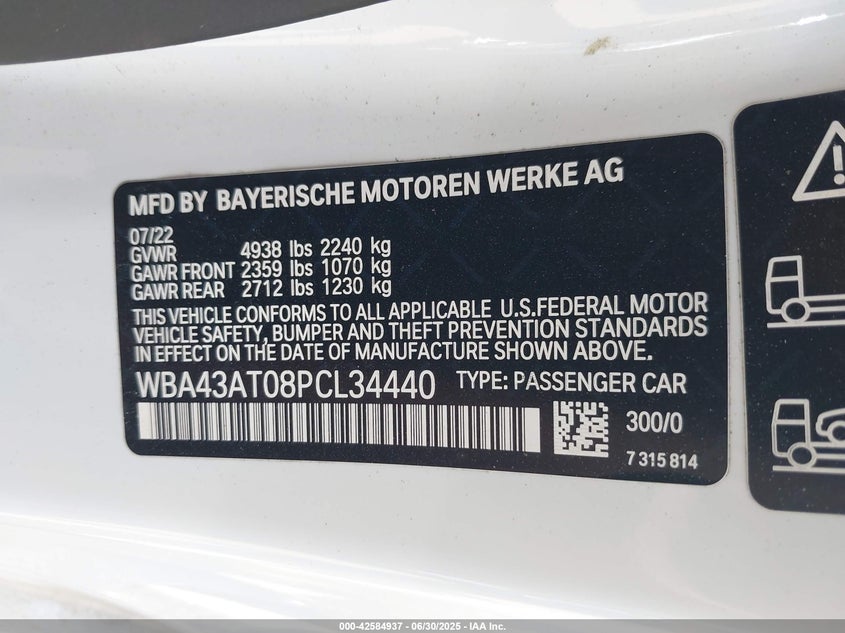 MFD BY BAYERISCHE MOTOREN WERKE AG
07/22
GVWR 4938 lbs 2240 kg
GAWR FRONT 2359 lbs 1070 kg
GAWR REAR 2712 lbs 1230 kg
THIS VEHICLE CONFORMS TO ALL APPLICABLE U.S.FEDERAL MOTOR
VEHICLE SAFETY, BUMPER AND THEFT PREVENTION STANDARDS
IN EFFECT ON THE DATE OF MANUFACTURE SHOWN ABOVE.
WBA43AT08PCL34440 TYPE: PASSENGER CAR
300/0
7 315 814
000-42584937 - 06/30/2025 - IAA Inc.